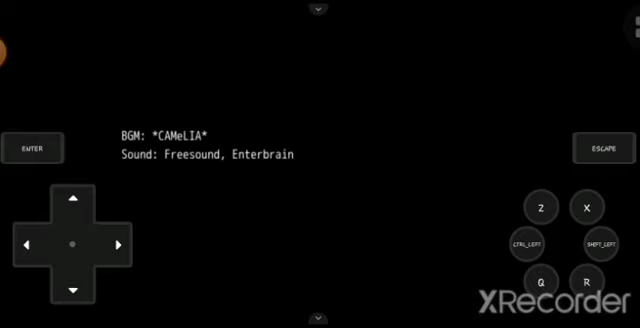 BGM: *CAMeLIA*
Sound: Freesound, Enterbrain
ENTER
ESCAPE
Z
X
CTRL_LEFT
SHIFT_LEFT
Q
R
XRecorder